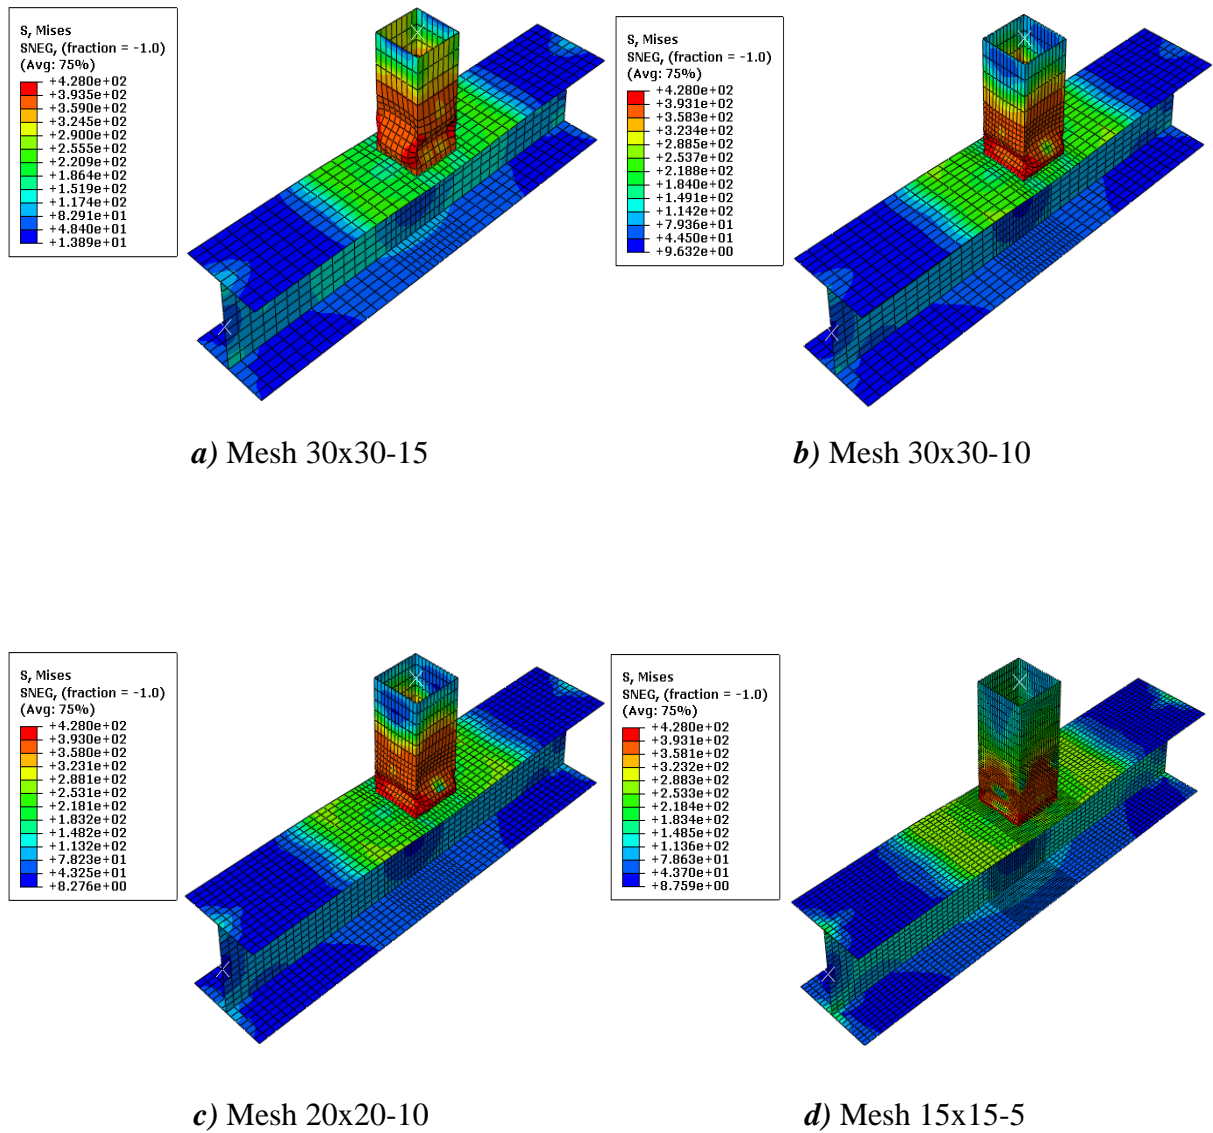 S, Mises
SNEG, (fraction = -1.0)
(Avg: 75%)
+4.280e+02
+3.935e+02
+3.590e+02
+3.245e+02
+2.900e+02
+2.555e+02
+2.209e+02
+1.864e+02
+1.519e+02
+1.174e+02
+8.291e+01
+4.840e+01
+1.389e+01
S, Mises
SNEG, (fraction = -1.0)
(Avg: 75%)
+4.280e+02
+3.931e+02
+3.583e+02
+3.234e+02
+2.885e+02
+2.537e+02
+2.188e+02
+1.840e+02
+1.491e+02
+1.142e+02
+7.936e+01
+4.450e+01
+9.632e+00
a) Mesh 30x30-15
b) Mesh 30x30-10
S, Mises
SNEG, (fraction = -1.0)
(Avg: 75%)
+4.280e+02
+3.930e+02
+3.580e+02
+3.231e+02
+2.881e+02
+2.531e+02
+2.181e+02
+1.832e+02
+1.482e+02
+1.132e+02
+7.823e+01
+4.325e+01
+8.276e+00
S, Mises
SNEG, (fraction = -1.0)
(Avg: 75%)
+4.280e+02
+3.931e+02
+3.581e+02
+3.232e+02
+2.883e+02
+2.533e+02
+2.184e+02
+1.834e+02
+1.485e+02
+1.136e+02
+7.863e+01
+4.370e+01
+8.759e+00
c) Mesh 20x20-10
d) Mesh 15x15-5